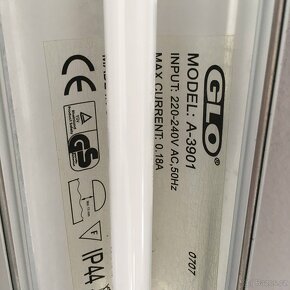 GLO®
MODEL: A-3901
INPUT: 220-240V AC, 50Hz
MAX CURRENT: 0.18A
0707
CE
GS
F
IP44